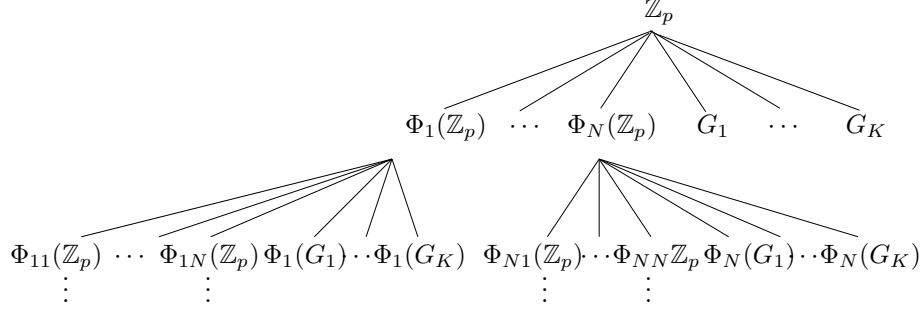 ℤ_p
Φ_1(ℤ_p) ⋯ Φ_N(ℤ_p) G_1 ⋯ G_K
Φ_{11}(ℤ_p) ⋯ Φ_{1N}(ℤ_p) Φ_1(G_1) ⋯ Φ_1(G_K) Φ_{N1}(ℤ_p) ⋯ Φ_{NN}ℤ_p Φ_N(G_1) ⋯ Φ_N(G_K)
⋮ ⋮ ⋮ ⋮